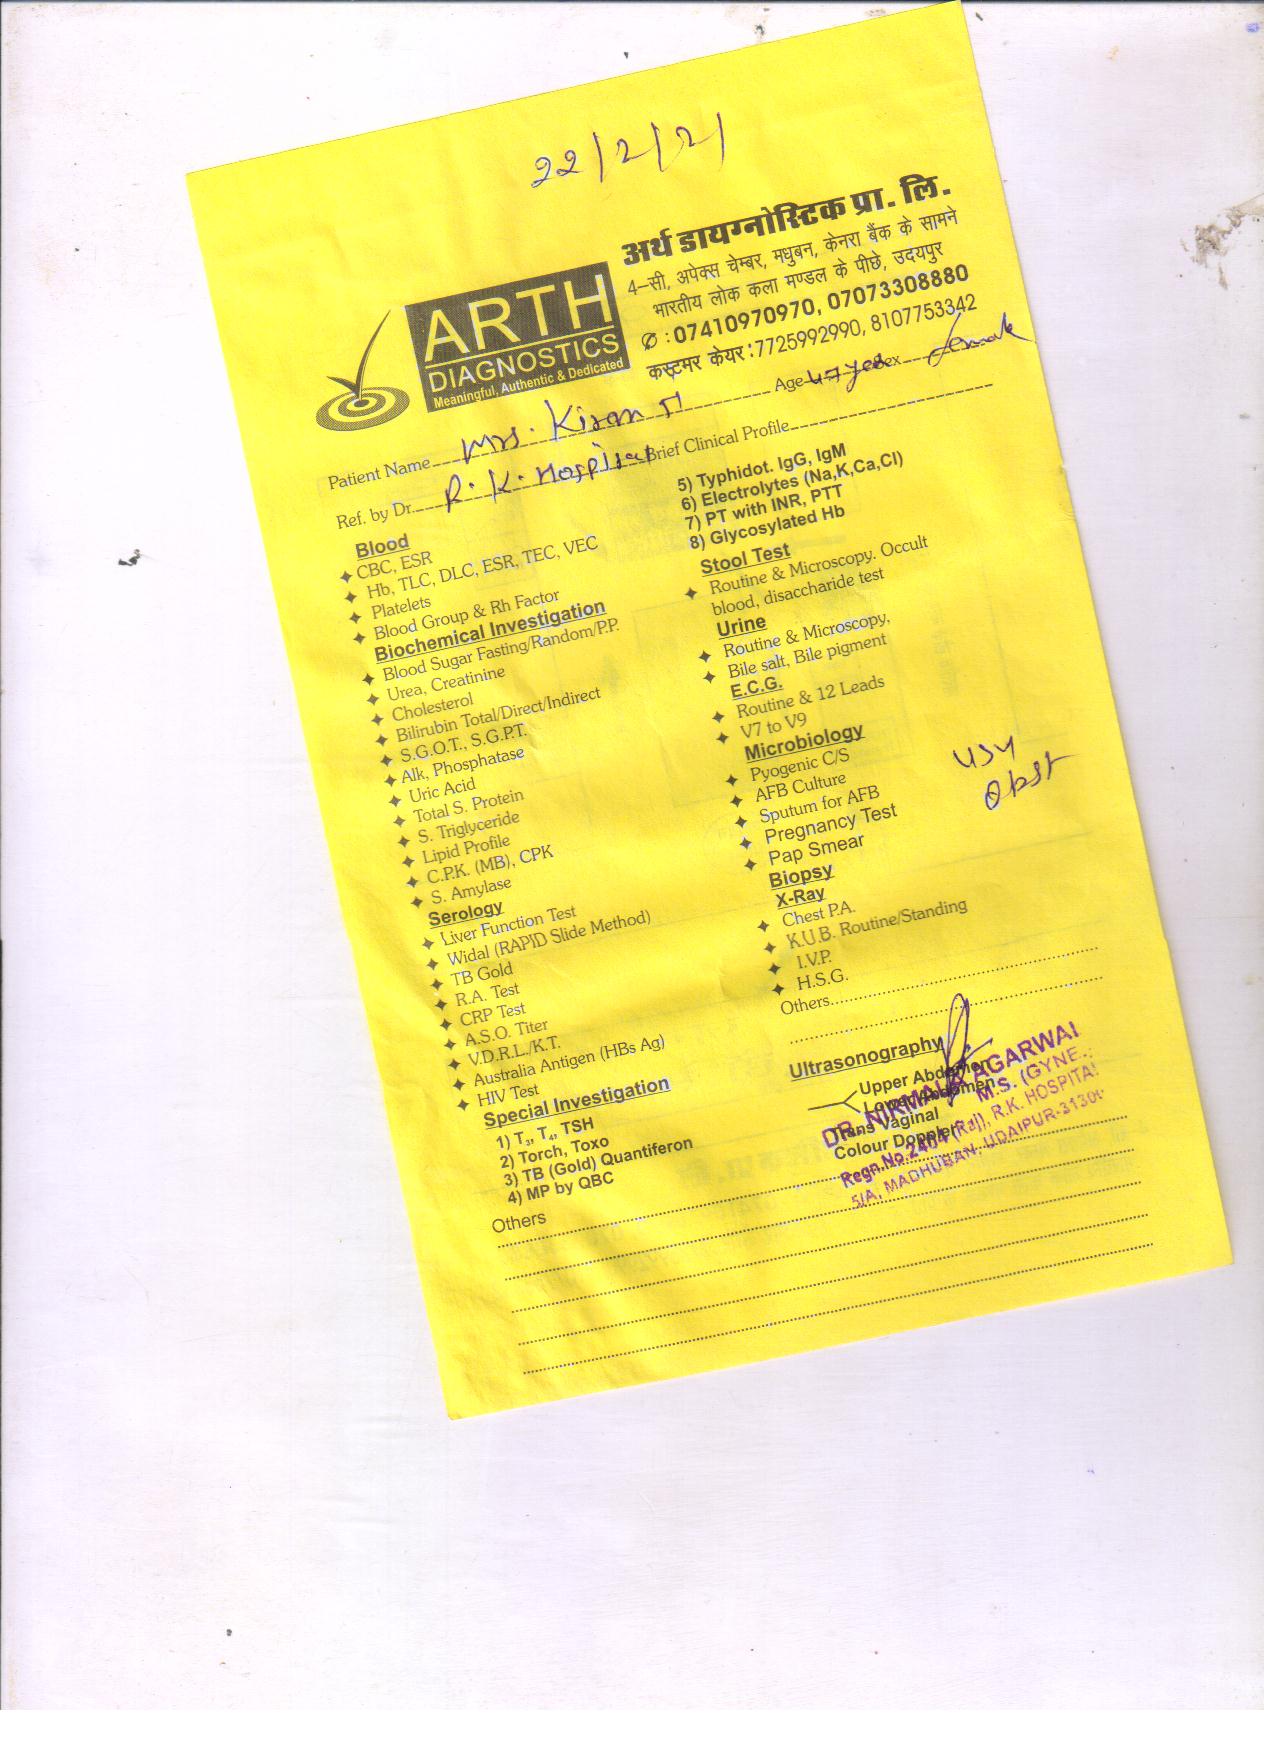 22/2/21
अर्थ डायग्नोस्टिक प्रा. लि.
4–सी, अपेक्स चेम्बर, मधुबन, केनरा बैंक के सामने
भारतीय लोक कला मण्डल के पीछे, उदयपुर
✆ : 07410970970, 07073308880
कस्टमर केयर : 7725992990, 8107753342
ARTH
DIAGNOSTICS
Meaningful, Authentic & Dedicated
Patient Name Mrs. Kiran Age Sex female
Ref. by Dr. R. K. Hospital Brief Clinical Profile
Blood
CBC, ESR
Hb, TLC, DLC, ESR, TEC, VEC
Platelets
Blood Group & Rh Factor
Biochemical Investigation
Blood Sugar Fasting/Random/P.P.
Urea, Creatinine
Cholesterol
Bilirubin Total/Direct/Indirect
S.G.O.T., S.G.P.T.
Alk, Phosphatase
Uric Acid
Total S. Protein
S. Triglyceride
Lipid Profile
C.P.K. (MB), CPK
S. Amylase
Serology
Liver Function Test
Widal (RAPID Slide Method)
TB Gold
R.A. Test
CRP Test
A.S.O. Titer
V.D.R.L./K.T.
Australia Antigen (HBs Ag)
HIV Test
Special Investigation
1) T3, T4, TSH
2) Torch, Toxo
3) TB (Gold) Quantiferon
4) MP by QBC
Others
5) Typhidot. IgG, IgM
6) Electrolytes (Na,K,Ca,Cl)
7) PT with INR, PTT
8) Glycosylated Hb
Stool Test
Routine & Microscopy. Occult
blood, disaccharide test
Urine
Routine & Microscopy,
Bile salt, Bile pigment
E.C.G.
Routine & 12 Leads
V7 to V9
Microbiology
Pyogenic C/S
AFB Culture
Sputum for AFB
Pregnancy Test
Pap Smear
Biopsy
X-Ray
Chest P.A.
K.U.B. Routine/Standing
I.V.P.
H.S.G.
Others
Ultrasonography
Upper Abdomen
Lower Abdomen
Trans Vaginal
Colour Doppler
USG
Obst
DR. NIRMALA AGARWAL
M.S. (GYNE.)
Regn.No.2404 (Raj), R.K. HOSPITAL
5/A, MADHUBAN, UDAIPUR-31300